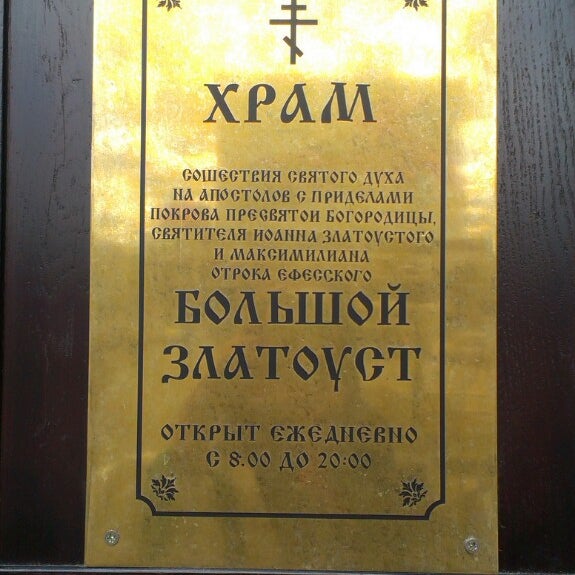 ХРАМ
СОШЕСТВИЯ СВЯТОГО ДУХА
НА АПОСТОЛОВ С ПРИДЕЛАМИ
ПОКРОВА ПРЕСВЯТОИ БОГОРОДИЦЫ,
СВЯТИТЕЛЯ ИОАННА ЗЛАТОУСТОГО
И МАКСИМИЛИАНА
ОТРОКА ЕФЕССКОГО
БОЛЬШОЙ
ЗЛАТОУСТ
ОТКРЫТ ЕЖЕДНЕВНО
С 8.00 ДО 20:00